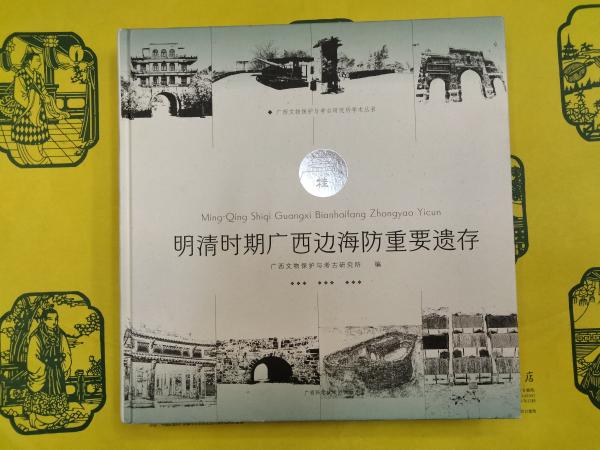 ◆ 广西文物保护与考古研究所学术丛书
桂
Ming-Qing Shiqi Guangxi Bianhaifang Zhongyao Yicun
明清时期广西边海防重要遗存
广西文物保护与考古研究所 编
店